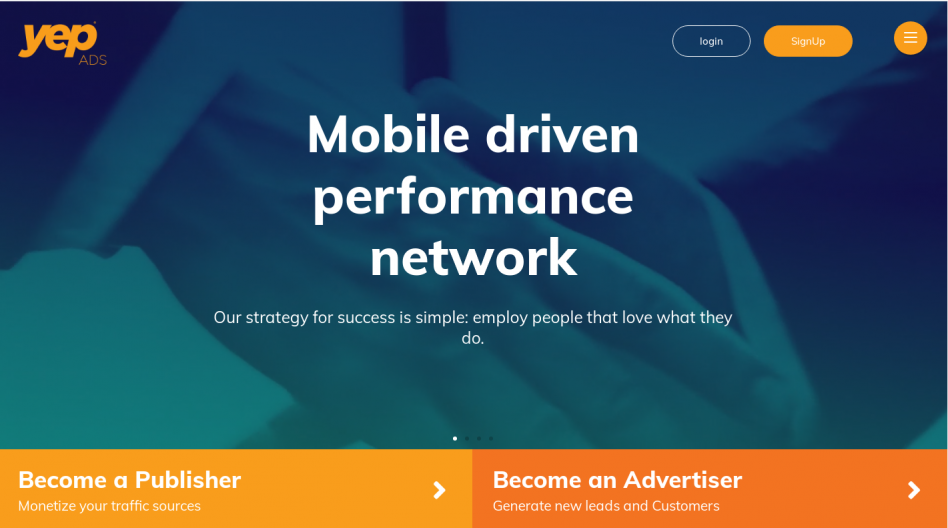 yep
ADS
login
SignUp
Mobile driven
performance
network
Our strategy for success is simple: employ people that love what they
do.
Become a Publisher
Monetize your traffic sources
Become an Advertiser
Generate new leads and Customers